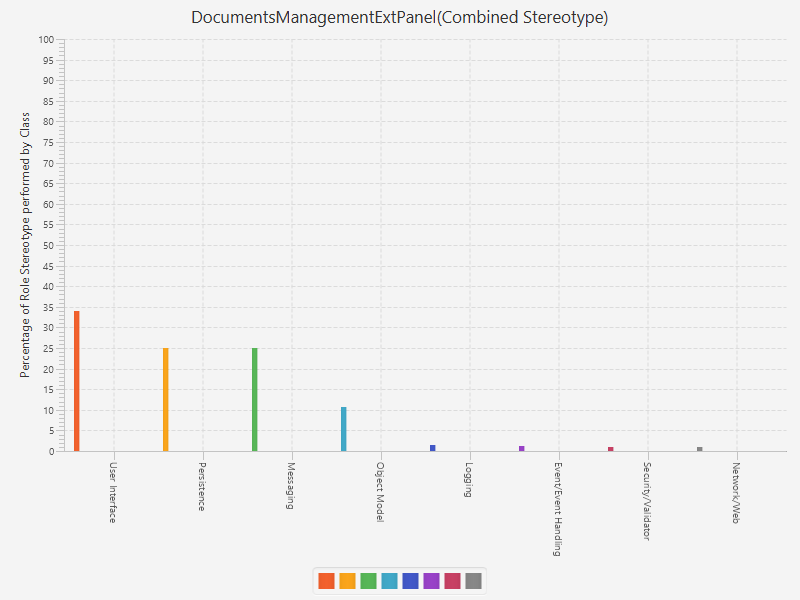 DocumentsManagementExtPanel(Combined Stereotype)
Percentage of Role Stereotype performed by Class
100
95
90
85
80
75
70
65
60
55
50
45
40
35
30
25
20
15
10
5
0
User Interface
Persistence
Messaging
Object Model
Logging
Event/Event Handling
Security/Validator
Network/Web